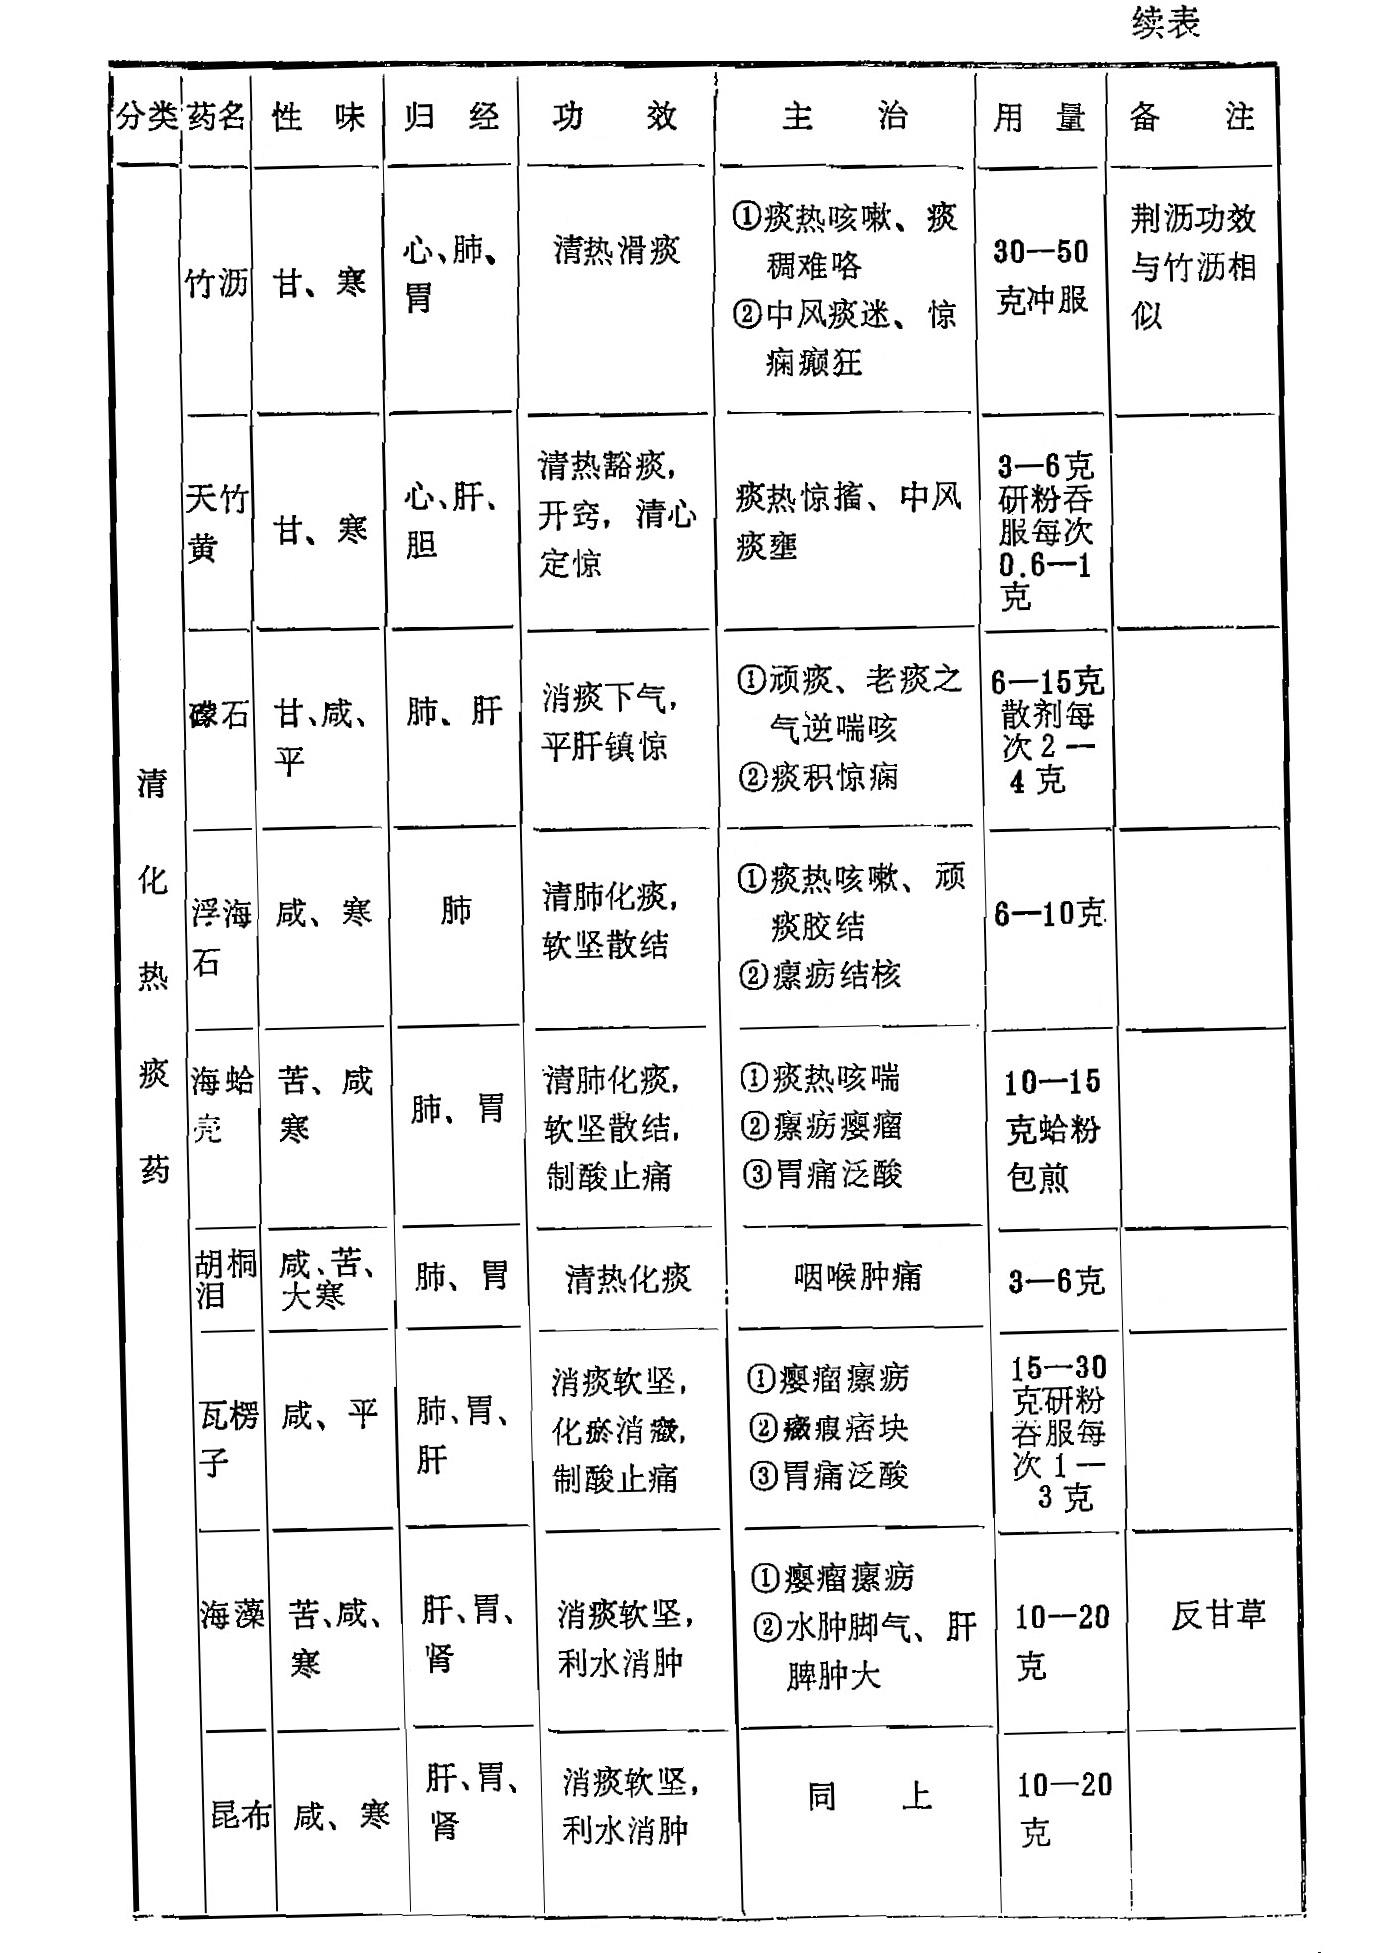 续表
分类 药名 性味 归经 功效 主治 用量 备注
清化热痰药
竹沥
甘、寒
心、肺、
胃
清热滑痰
①痰热咳嗽、痰
稠难咯
②中风痰迷、惊
痫癫狂
30—50
克冲服
荆沥功效
与竹沥相
似
天竹
黄
甘、寒
心、肝、
胆
清热豁痰，
开窍，清心
定惊
痰热惊搐、中风
痰壅
3—6克
研粉吞
服每次
0.6—1
克
礞石
甘、咸、
平
肺、肝
消痰下气，
平肝镇惊
①顽痰、老痰之
气逆喘咳
②痰积惊痫
6—15克
散剂每
次2—
4克
浮海
石
咸、寒
肺
清肺化痰，
软坚散结
①痰热咳嗽、顽
痰胶结
②瘰疬结核
6—10克
海蛤
壳
苦、咸
寒
肺、胃
清肺化痰，
软坚散结，
制酸止痛
①痰热咳喘
②瘰疬瘿瘤
③胃痛泛酸
10—15
克蛤粉
包煎
胡桐
泪
咸、苦、
大寒
肺、胃
清热化痰
咽喉肿痛
3—6克
瓦楞
子
咸、平
肺、胃、
肝
消痰软坚，
化瘀消癥，
制酸止痛
①瘿瘤瘰疬
②癥瘕痞块
③胃痛泛酸
15—30
克研粉
吞服每
次1—
3克
海藻
苦、咸、
寒
肝、胃、
肾
消痰软坚，
利水消肿
①瘿瘤瘰疬
②水肿脚气、肝
脾肿大
10—20
克
反甘草
昆布
咸、寒
肝、胃、
肾
消痰软坚，
利水消肿
同上
10—20
克